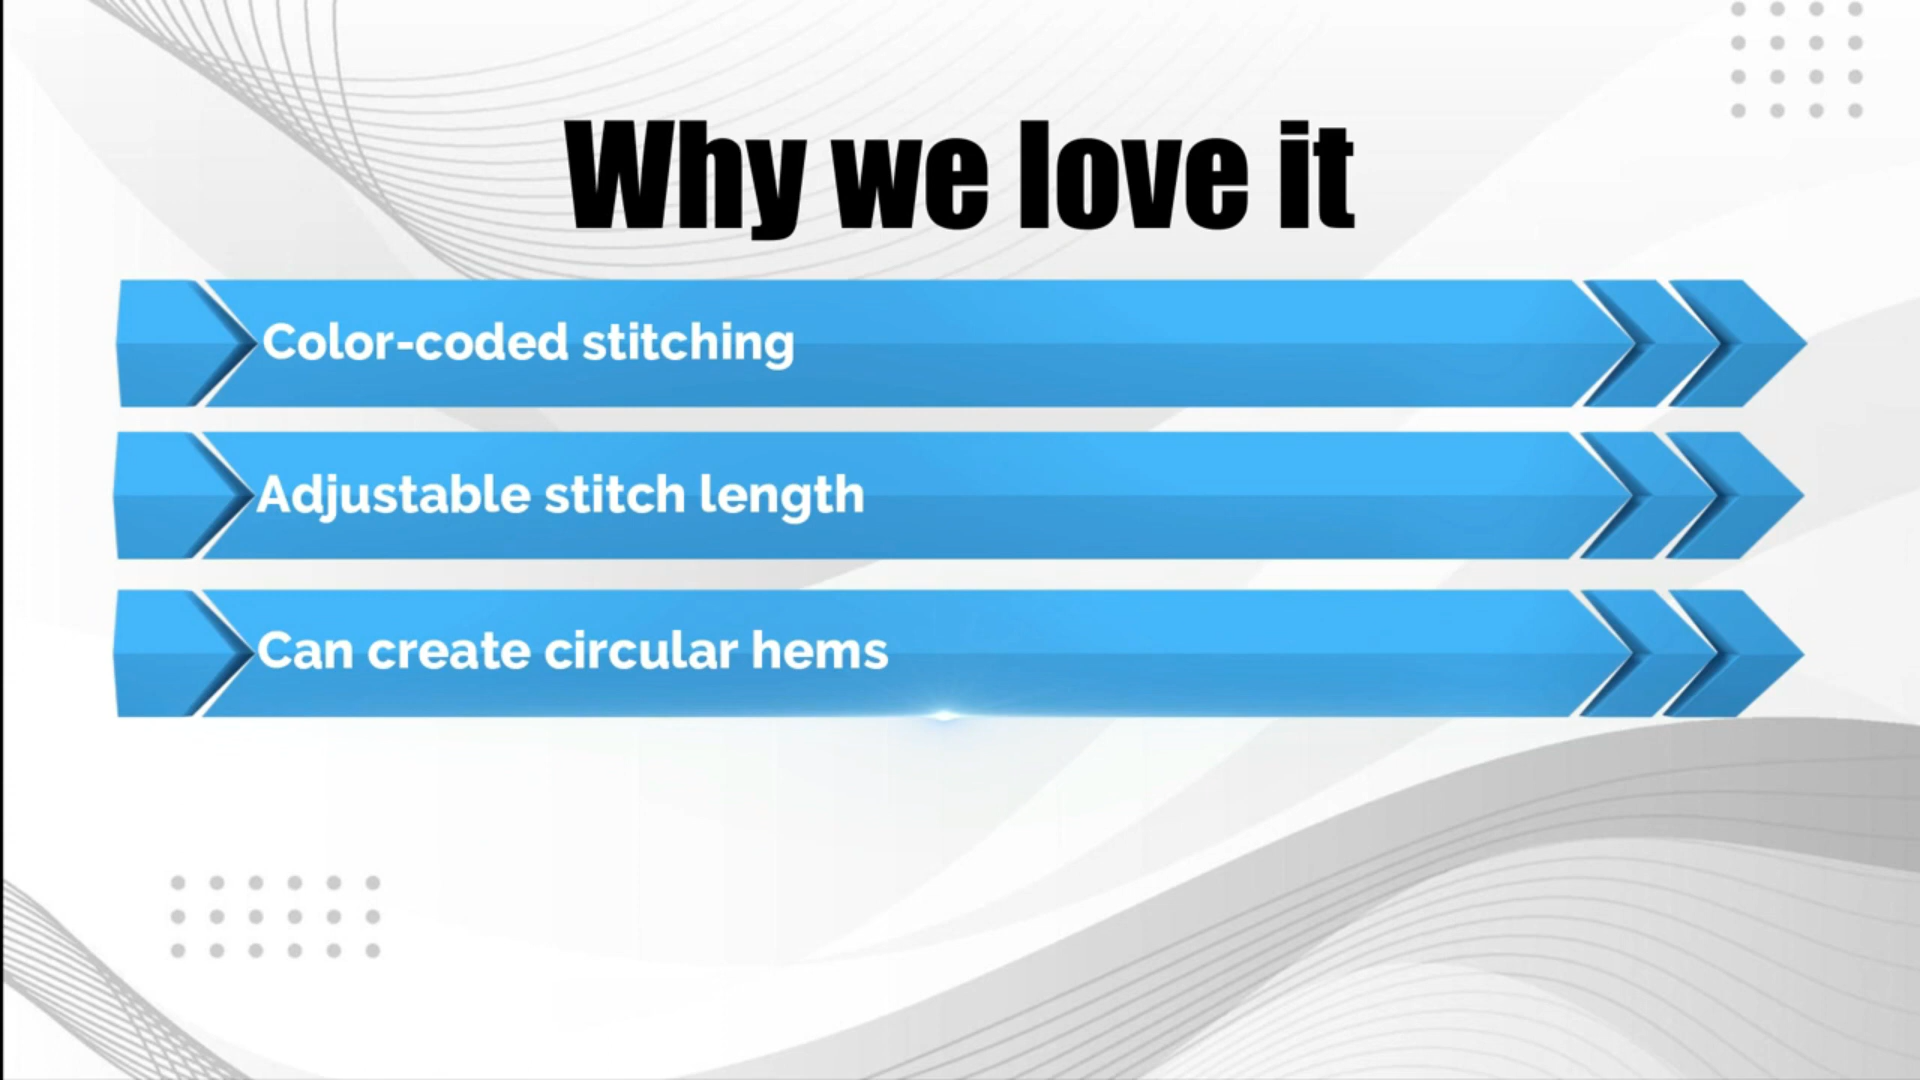 Why we love it
Color-coded stitching
Adjustable stitch length
Can create circular hems